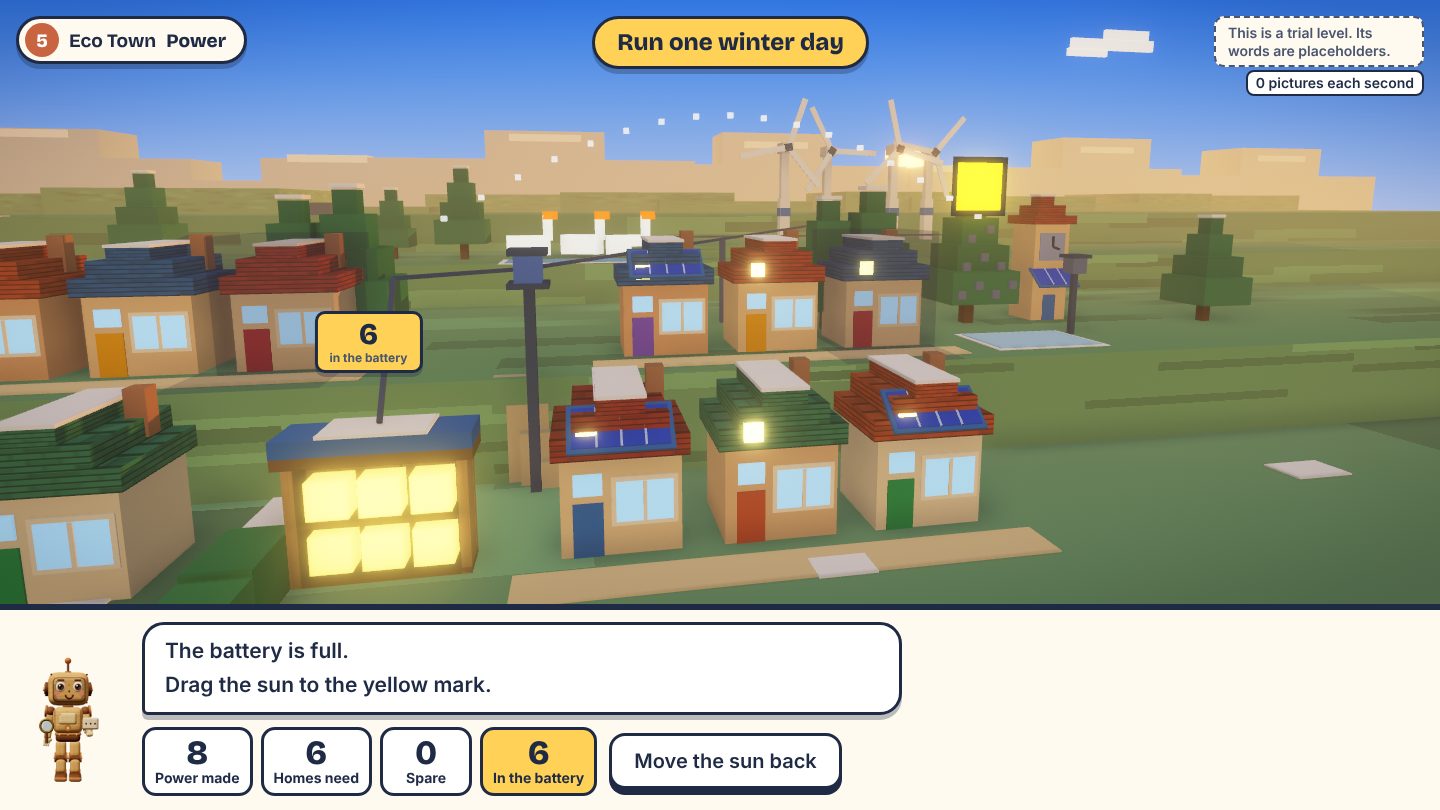 5 Eco Town Power
Run one winter day
This is a trial level. Its
words are placeholders.
0 pictures each second
6
in the battery
The battery is full.
Drag the sun to the yellow mark.
8
Power made
6
Homes need
0
Spare
6
In the battery
Move the sun back